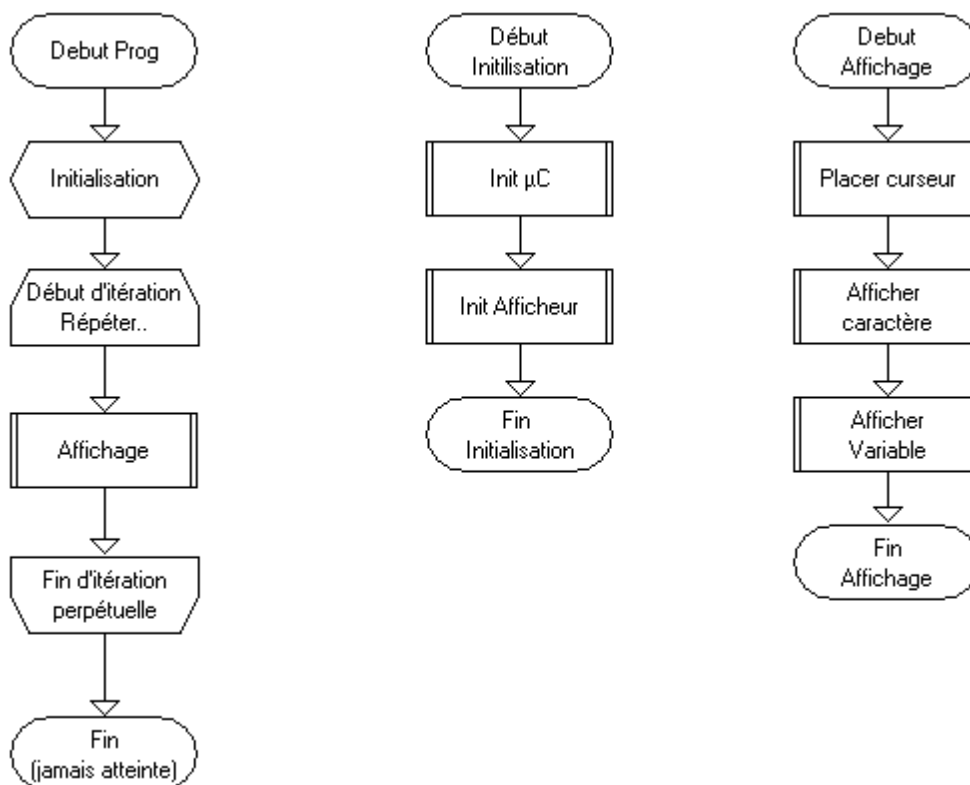 Debut Prog
Initialisation
Début d'itération
Répéter..
Affichage
Fin d'itération
perpétuelle
Fin
(jamais atteinte)
Début
Initilisation
Init µC
Init Afficheur
Fin
Initialisation
Debut
Affichage
Placer curseur
Afficher
caractère
Afficher
Variable
Fin
Affichage